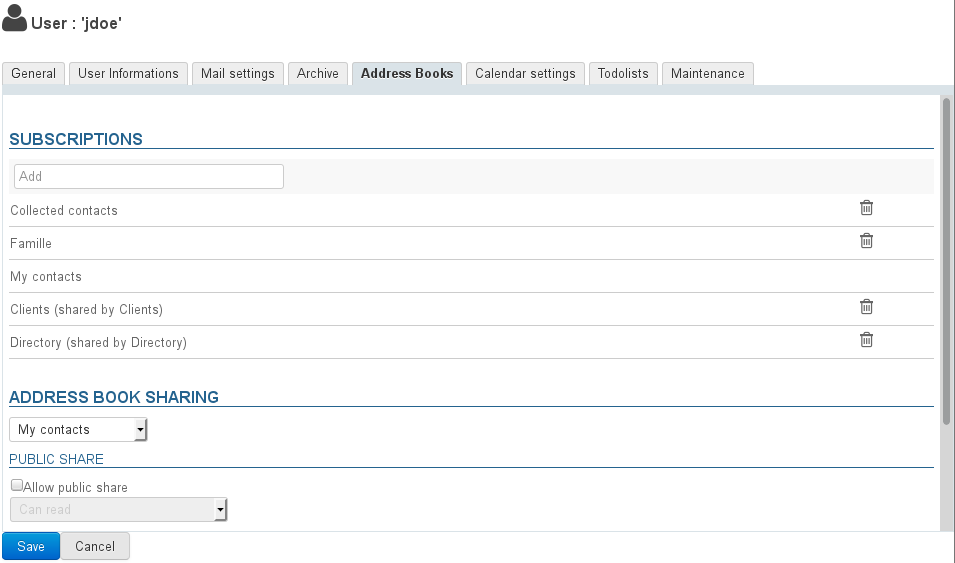 User : 'jdoe'
General User Informations Mail settings Archive Address Books Calendar settings Todolists Maintenance
SUBSCRIPTIONS
Add
Collected contacts
Famille
My contacts
Clients (shared by Clients)
Directory (shared by Directory)
ADDRESS BOOK SHARING
My contacts
PUBLIC SHARE
Allow public share
Can read
Save Cancel